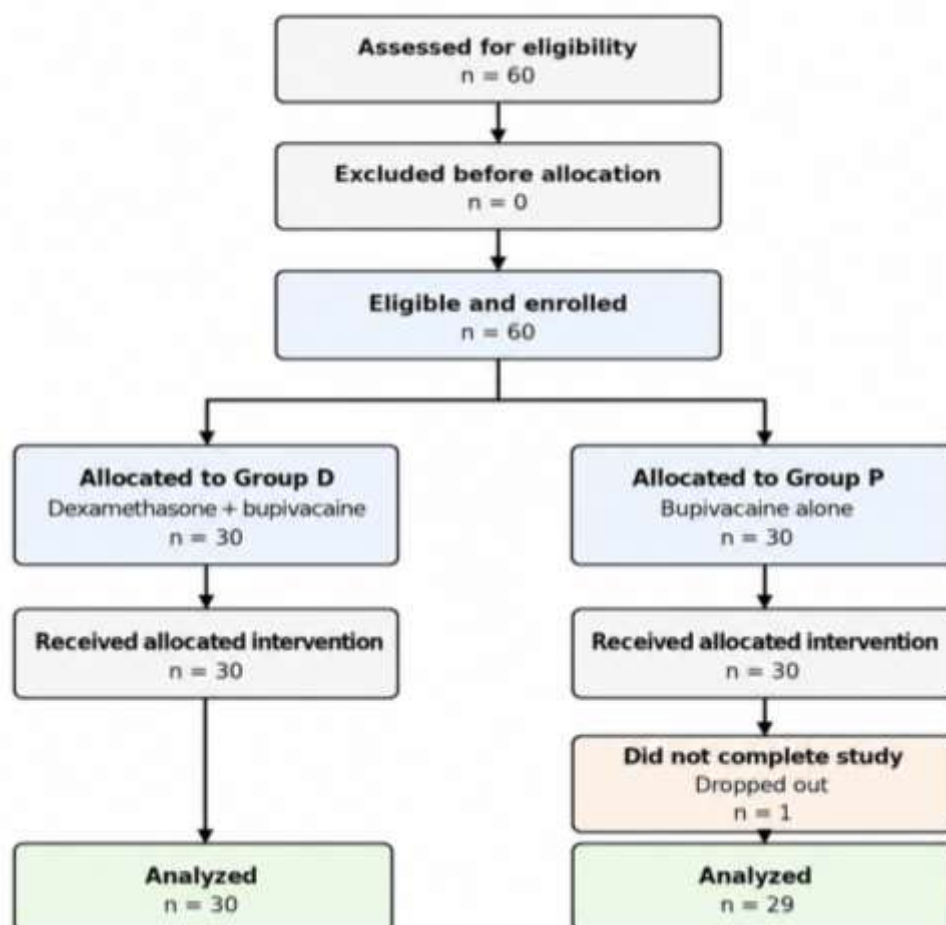 Assessed for eligibility
n = 60
Excluded before allocation
n = 0
Eligible and enrolled
n = 60
Allocated to Group D
Dexamethasone + bupivacaine
n = 30
Allocated to Group P
Bupivacaine alone
n = 30
Received allocated intervention
n = 30
Received allocated intervention
n = 30
Did not complete study
Dropped out
n = 1
Analyzed
n = 30
Analyzed
n = 29